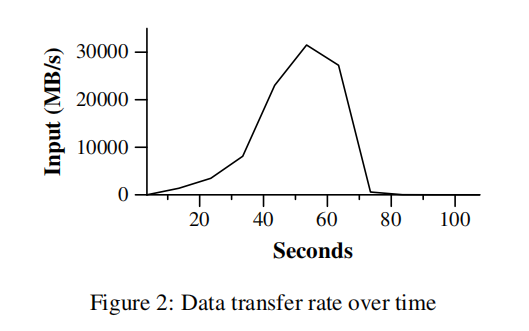 Input (MB/s)
30000
20000
10000
0
20 40 60 80 100
Seconds
Figure 2: Data transfer rate over time